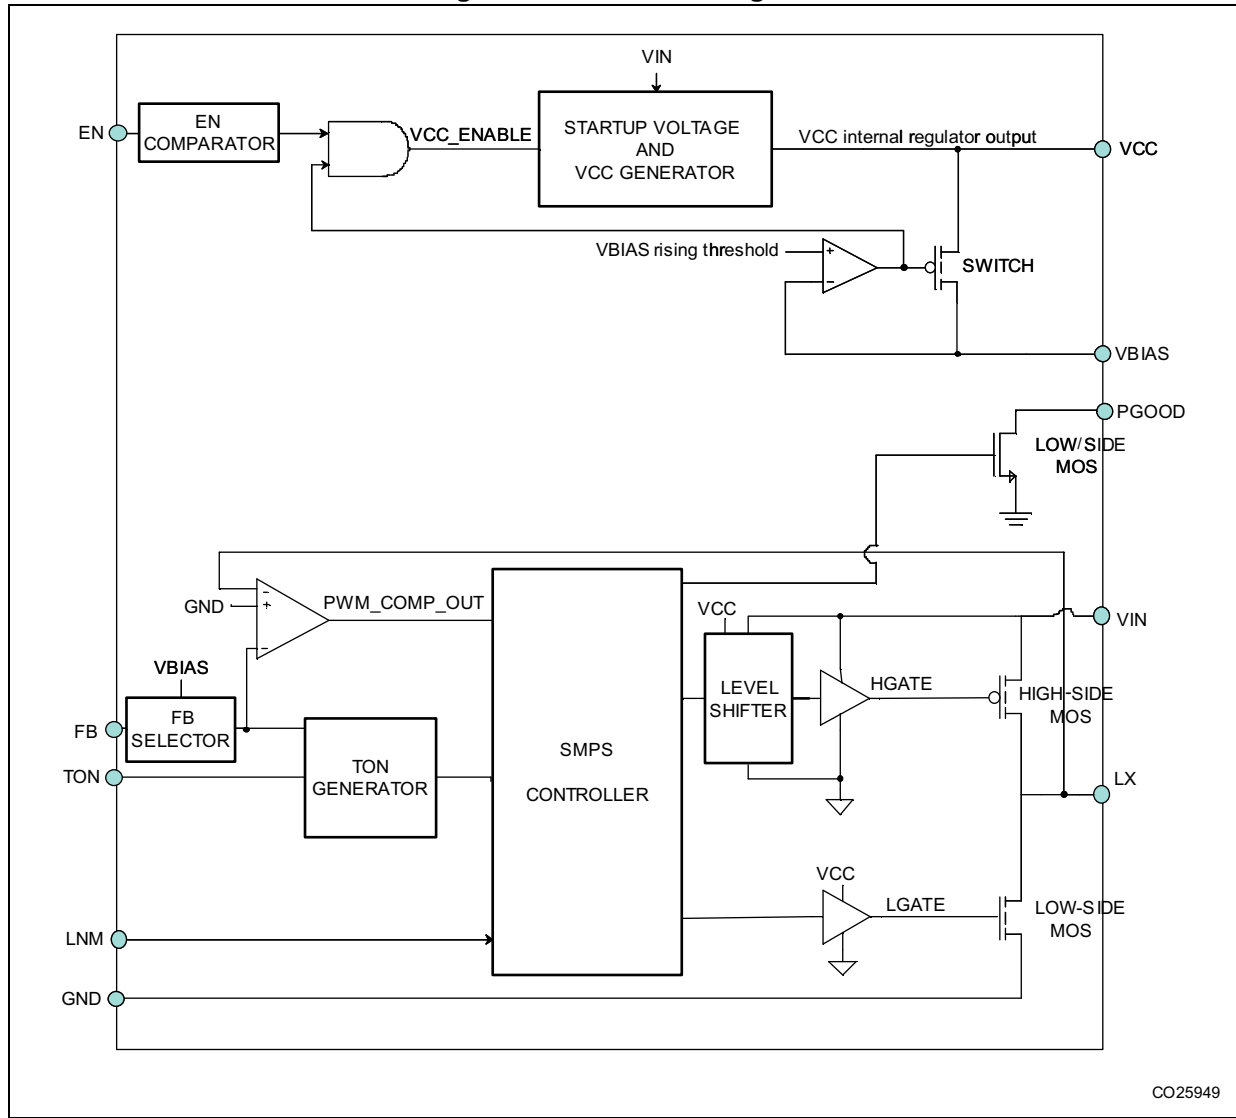 VIN
EN
EN
COMPARATOR
VCC_ENABLE
STARTUP VOLTAGE
AND
VCC GENERATOR
VCC internal regulator output
VCC
VBIAS rising threshold
+
-
SWITCH
VBIAS
PGOOD
LOW/SIDE
MOS
-
GND
+
-
PWM_COMP_OUT
VBIAS
FB
FB
SELECTOR
TON
TON
GENERATOR
SMPS
CONTROLLER
VCC
LEVEL
SHIFTER
HGATE
VIN
HIGH-SIDE
MOS
LX
VCC
LGATE
LOW-SIDE
MOS
LNM
GND
CO25949